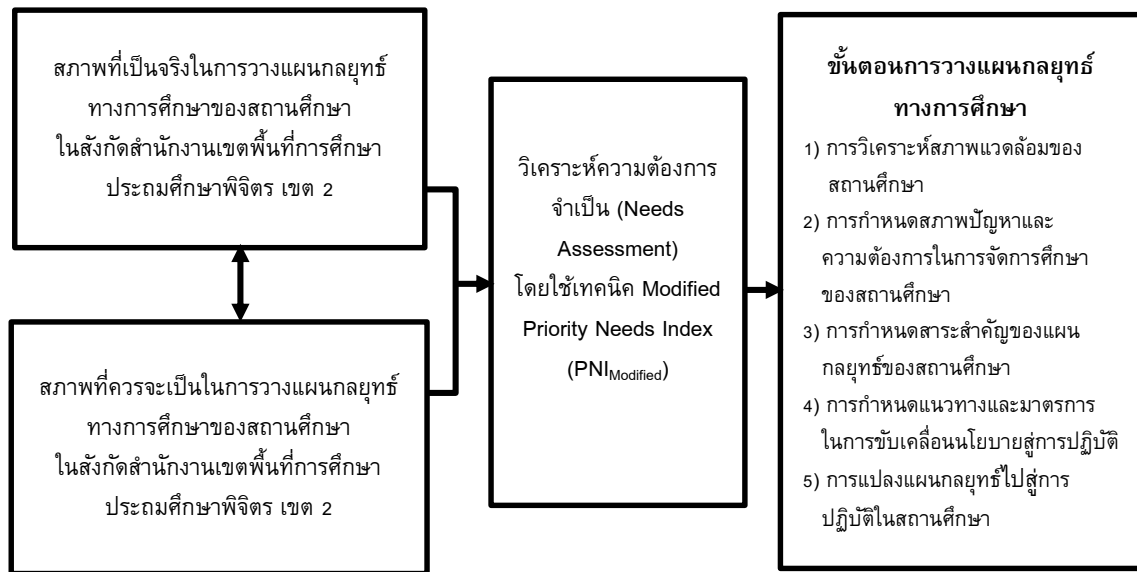 สภาพที่เป็นจริงในการวางแผนกลยุทธ์
ทางการศึกษาของสถานศึกษา
ในสังกัดสำนักงานเขตพื้นที่การศึกษา
ประถมศึกษาพิจิตร เขต 2
สภาพที่ควรจะเป็นในการวางแผนกลยุทธ์
ทางการศึกษาของสถานศึกษา
ในสังกัดสำนักงานเขตพื้นที่การศึกษา
ประถมศึกษาพิจิตร เขต 2
วิเคราะห์ความต้องการ
จำเป็น (Needs
Assessment)
โดยใช้เทคนิค Modified
Priority Needs Index
(PNIModified)
ขั้นตอนการวางแผนกลยุทธ์
ทางการศึกษา
1) การวิเคราะห์สภาพแวดล้อมของ
สถานศึกษา
2) การกำหนดสภาพปัญหาและ
ความต้องการในการจัดการศึกษา
ของสถานศึกษา
3) การกำหนดสาระสำคัญของแผน
กลยุทธ์ของสถานศึกษา
4) การกำหนดแนวทางและมาตรการ
ในการขับเคลื่อนนโยบายสู่การปฏิบัติ
5) การแปลงแผนกลยุทธ์ไปสู่การ
ปฏิบัติในสถานศึกษา